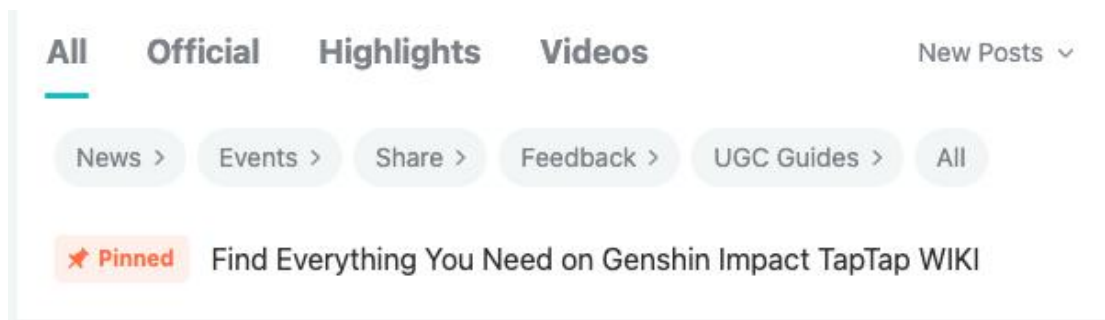 All Official Highlights Videos New Posts
News > Events > Share > Feedback > UGC Guides > All
Pinned Find Everything You Need on Genshin Impact TapTap WIKI